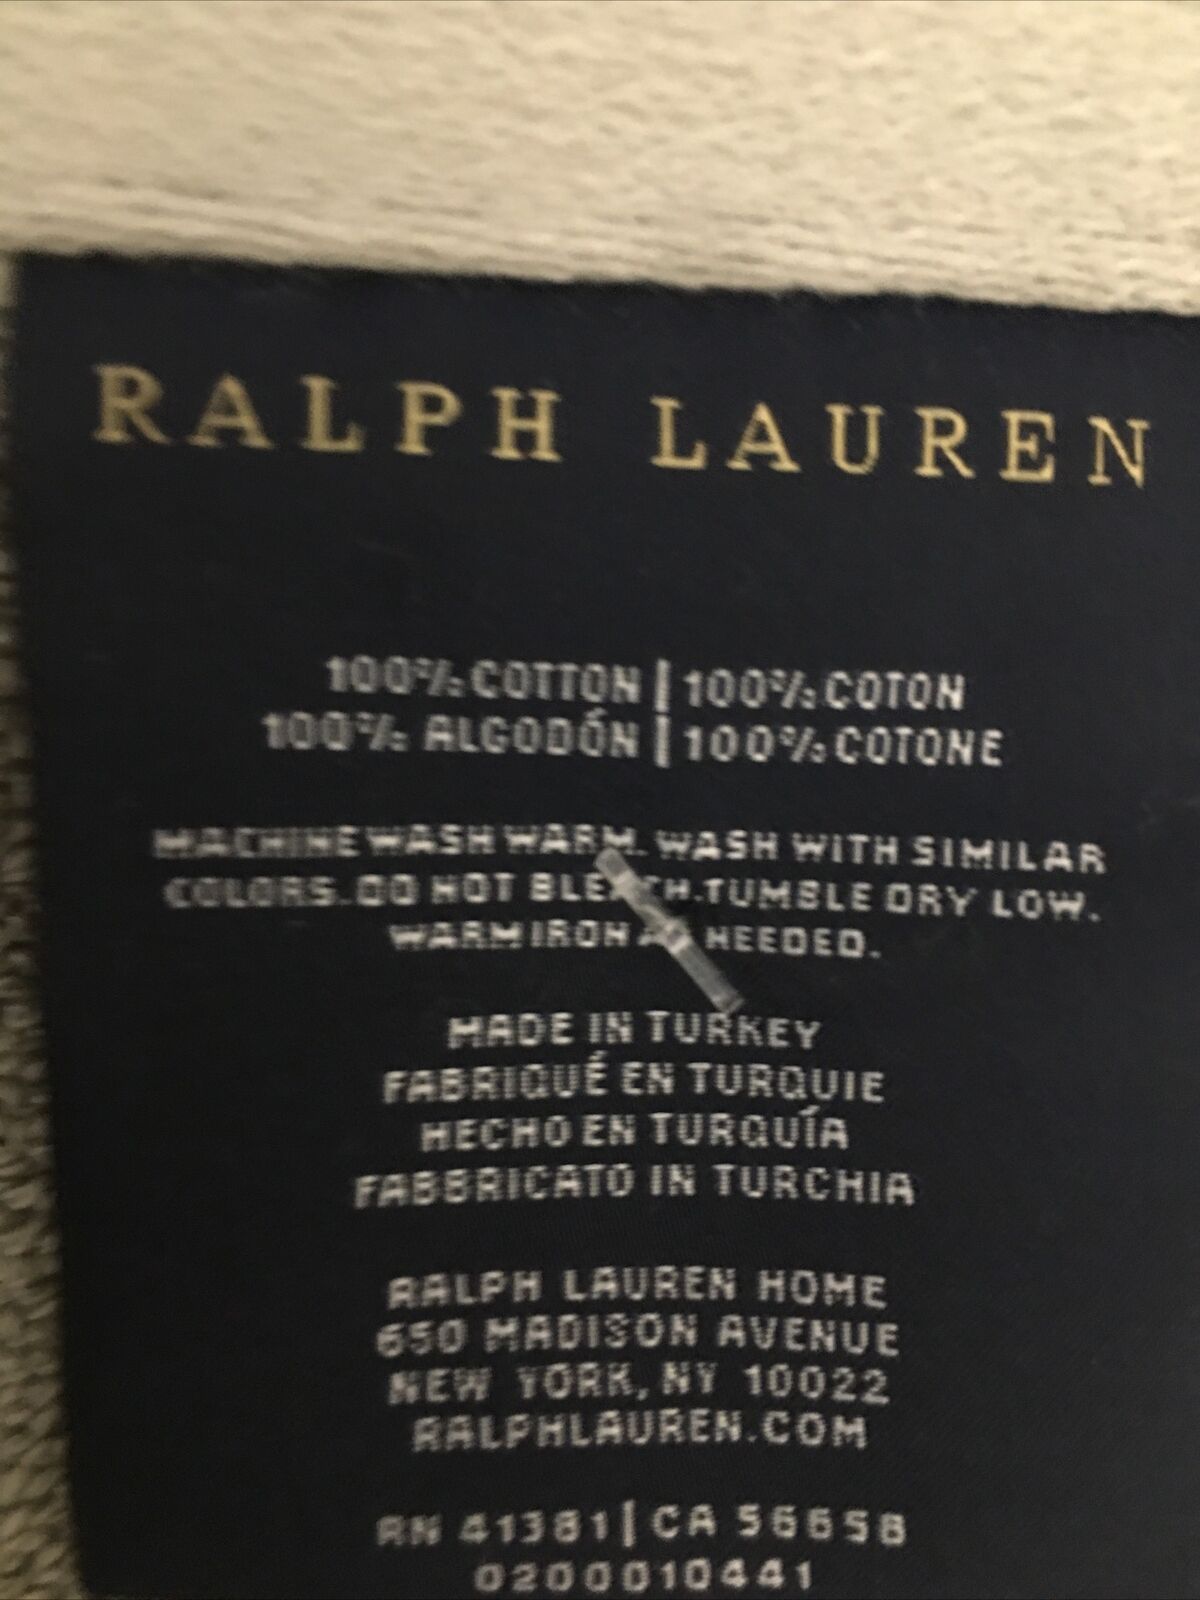 RALPH LAUREN
100% COTTON | 100% COTON
100% ALGODÓN | 100% COTONE
MACHINE WASH WARM. WASH WITH SIMILAR
COLORS. DO NOT BLEACH. TUMBLE DRY LOW.
WARM IRON AS NEEDED.
MADE IN TURKEY
FABRIQUÉ EN TURQUIE
HECHO EN TURQUÍA
FABBRICATO IN TURCHIA
RALPH LAUREN HOME
650 MADISON AVENUE
NEW YORK, NY 10022
RALPHLAUREN.COM
RN 41381 | CA 56658
0200010441